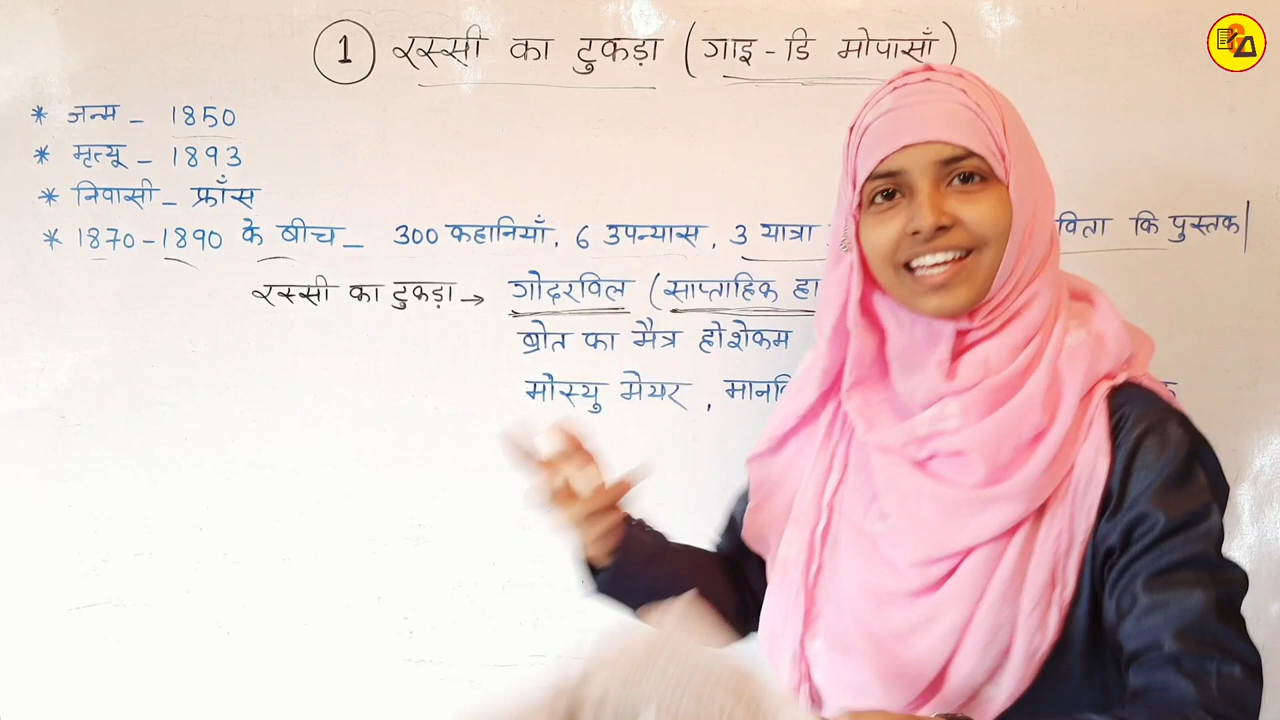 1 रस्सी का टुकड़ा (गाइ - डि मोपासाँ)
* जन्म - 1850
* मृत्यू - 1893
* निवासी - फ्राँस
* 1870-1890 के बीच - 300 कहानियाँ, 6 उपन्यास, 3 यात्रा कि पुस्तक|
रस्सी का टुकड़ा → गोदरविल (साप्ताहिक
ब्रोत का मैत्र होशेकम
मोस्यु मेयर,